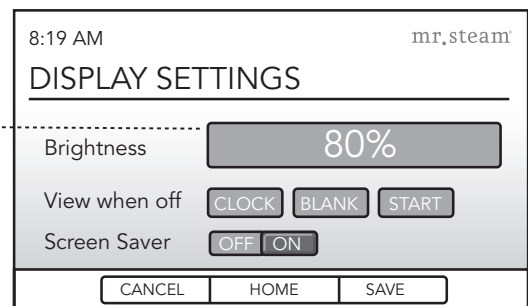 8:19 AM mr.steam®
DISPLAY SETTINGS
Brightness 80%
View when off CLOCK BLANK START
Screen Saver OFF ON
CANCEL HOME SAVE